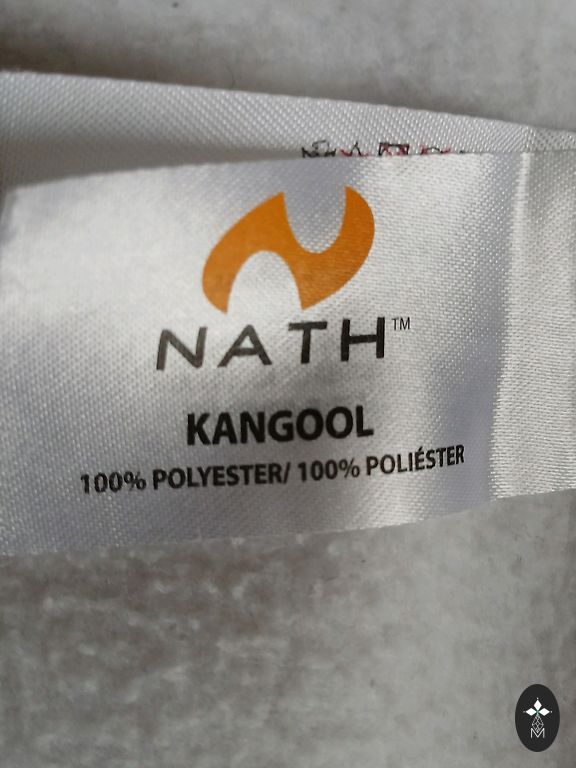 NATH™
KANGOOL
100% POLYESTER/ 100% POLIÉSTER
M